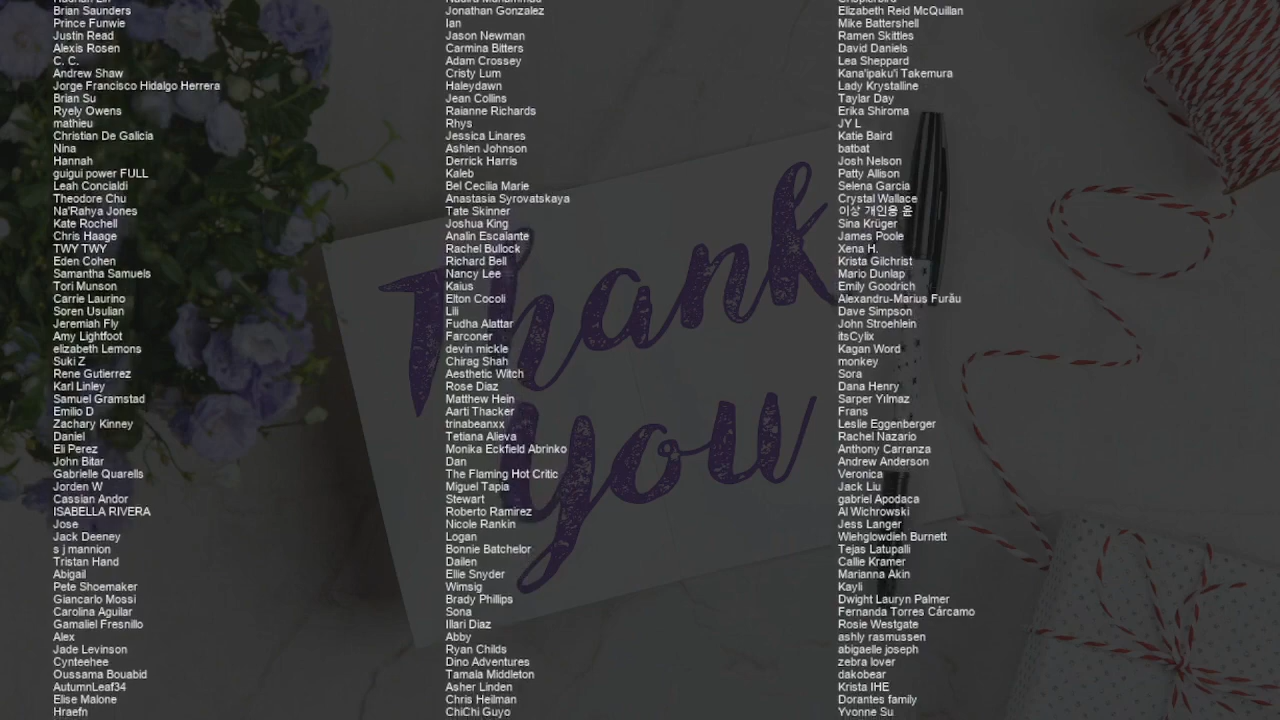 Brian Saunders
Prince Funwie
Justin Read
Alexis Rosen
C. C.
Andrew Shaw
Jorge Francisco Hidalgo Herrera
Brian Su
Ryely Owens
mathieu
Christian De Galicia
Nina
Hannah
guigui power FULL
Leah Concialdi
Theodore Chu
Na'Rahya Jones
Kate Rochell
Chris Haage
TWY TWY
Eden Cohen
Samantha Samuels
Tori Munson
Carrie Laurino
Soren Usulian
Jeremiah Fly
Amy Lightfoot
elizabeth Lemons
Suki Z
Rene Gutierrez
Karl Linley
Samuel Gramstad
Emilio D
Zachary Kinney
Daniel
Eli Perez
John Bitar
Gabrielle Quarells
Jorden W
Cassian Andor
ISABELLA RIVERA
Jose
Jack Deeney
s j mannion
Tristan Hand
Abigail
Pete Shoemaker
Giancarlo Mossi
Carolina Aguilar
Gamaliel Fresnillo
Alex
Jade Levinson
Cynteehee
Oussama Bouabid
AutumnLeaf34
Elise Malone
Hraefn
Jonathan Gonzalez
Ian
Jason Newman
Carmina Bitters
Adam Crossey
Cristy Lum
Haleydawn
Jean Collins
Raianne Richards
Rhys
Jessica Linares
Ashlen Johnson
Derrick Harris
Kaleb
Bel Cecilia Marie
Anastasia Syrovatskaya
Tate Skinner
Joshua King
Analin Escalante
Rachel Bullock
Richard Bell
Nancy Lee
Kaius
Elton Cocoli
Lili
Fudha Alattar
Farconer
devin mickle
Chirag Shah
Aesthetic Witch
Rose Diaz
Matthew Hein
Aarti Thacker
trinabeanxx
Tetiana Alieva
Monika Eckfield Abrinko
Dan
The Flaming Hot Critic
Miguel Tapia
Stewart
Roberto Ramirez
Nicole Rankin
Logan
Bonnie Batchelor
Dailen
Ellie Snyder
Wimsig
Brady Phillips
Sona
Illari Diaz
Abby
Ryan Childs
Dino Adventures
Tamala Middleton
Asher Linden
Chris Heilman
ChiChi Guyo
Elizabeth Reid McQuillan
Mike Battershell
Ramen Skittles
David Daniels
Lea Sheppard
Kana'ipaku'i Takemura
Lady Krystalline
Taylar Day
Erika Shiroma
JY L
Katie Baird
batbat
Josh Nelson
Patty Allison
Selena Garcia
Crystal Wallace
이상 개인용 윤
Sina Krüger
James Poole
Xena H.
Krista Gilchrist
Mario Dunlap
Emily Goodrich
Alexandru-Marius Furău
Dave Simpson
John Stroehlein
itsCylix
Kagan Word
monkey
Sora
Dana Henry
Sarper Yılmaz
Frans
Leslie Eggenberger
Rachel Nazario
Anthony Carranza
Andrew Anderson
Veronica
Jack Liu
gabriel Apodaca
Al Wichrowski
Jess Langer
Wlehglowdieh Burnett
Tejas Latupalli
Callie Kramer
Marianna Akin
Kayli
Dwight Lauryn Palmer
Fernanda Torres Cárcamo
Rosie Westgate
ashly rasmussen
abigaelle joseph
zebra lover
dakobear
Krista IHE
Dorantes family
Yvonne Su
Thank
you